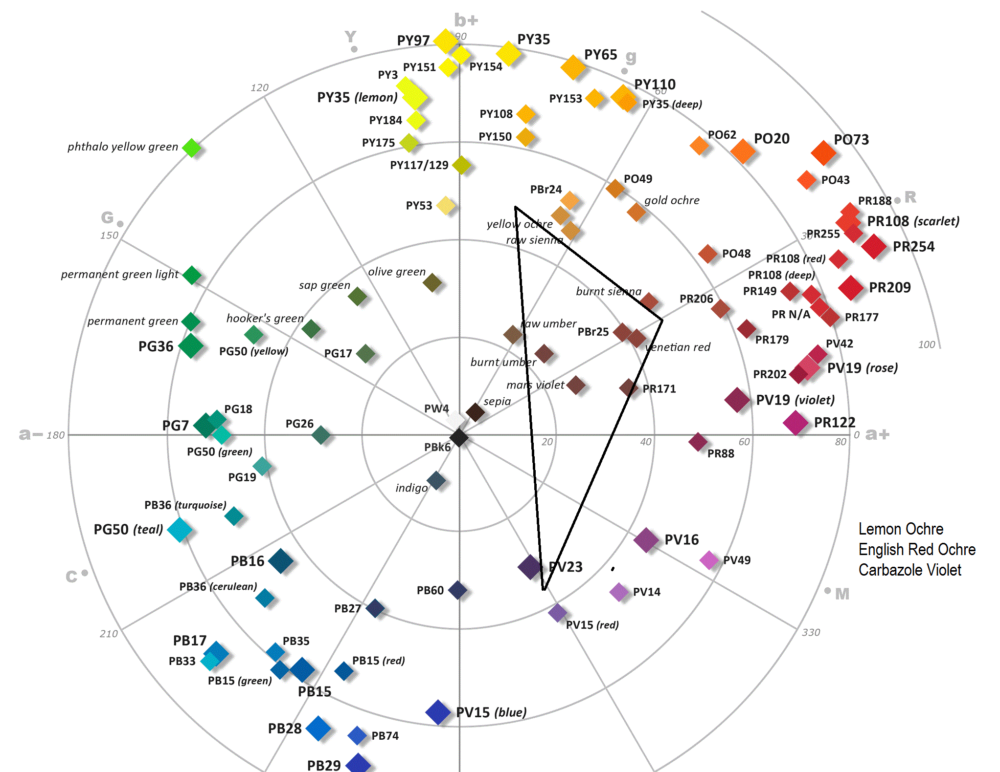 b+
90
PY97
PY35
Y
PY65
g
PY151
PY154
PY3
PY110
60
120
PY35 (lemon)
PY153
PY35 (deep)
PY108
PY184
PY150
PO62
PO20
PO73
PY175
phthalo yellow green
PY117/129
PO49
PO43
PBr24
gold ochre
R
PR188
PY53
G
yellow ochre
PR108 (scarlet)
150
raw sienna
30
PR255
PR254
PO48
PR108 (red)
permanent green light
olive green
PR108 (deep)
sap green
burnt sienna
PR149
PR209
PR206
permanent green
hooker's green
raw umber
PR N/A
PR177
PBr25
PG36
PG50 (yellow)
PG17
venetian red
PR179
PV42
100
burnt umber
PV19 (rose)
PR202
mars violet
PR171
sepia
PV19 (violet)
PW4
PG18
PG7
PG26
PR122
a−
180
0
a+
20
40
60
80
PBk6
PG50 (green)
PR88
PG19
indigo
PB36 (turquoise)
PG50 (teal)
Lemon Ochre
PV16
English Red Ochre
PB16
PV23
PV49
Carbazole Violet
C
PB36 (cerulean)
PB60
PV14
M
PB27
PV15 (red)
210
330
PB17
PB35
PB33
PB15 (red)
PB15 (green)
PB15
PV15 (blue)
PB28
PB74
PB29